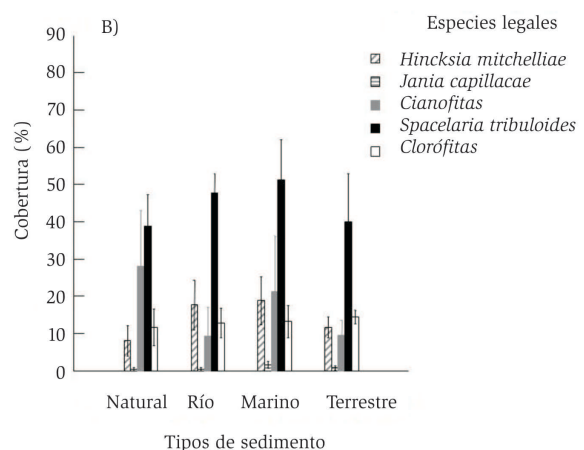 B)
Especies legales
Hincksia mitchelliae
Jania capillacae
Cianofitas
Spacelaria tribuloides
Clorófitas
Cobertura (%)
90
80
70
60
50
40
30
20
10
0
Natural Río Marino Terrestre
Tipos de sedimento